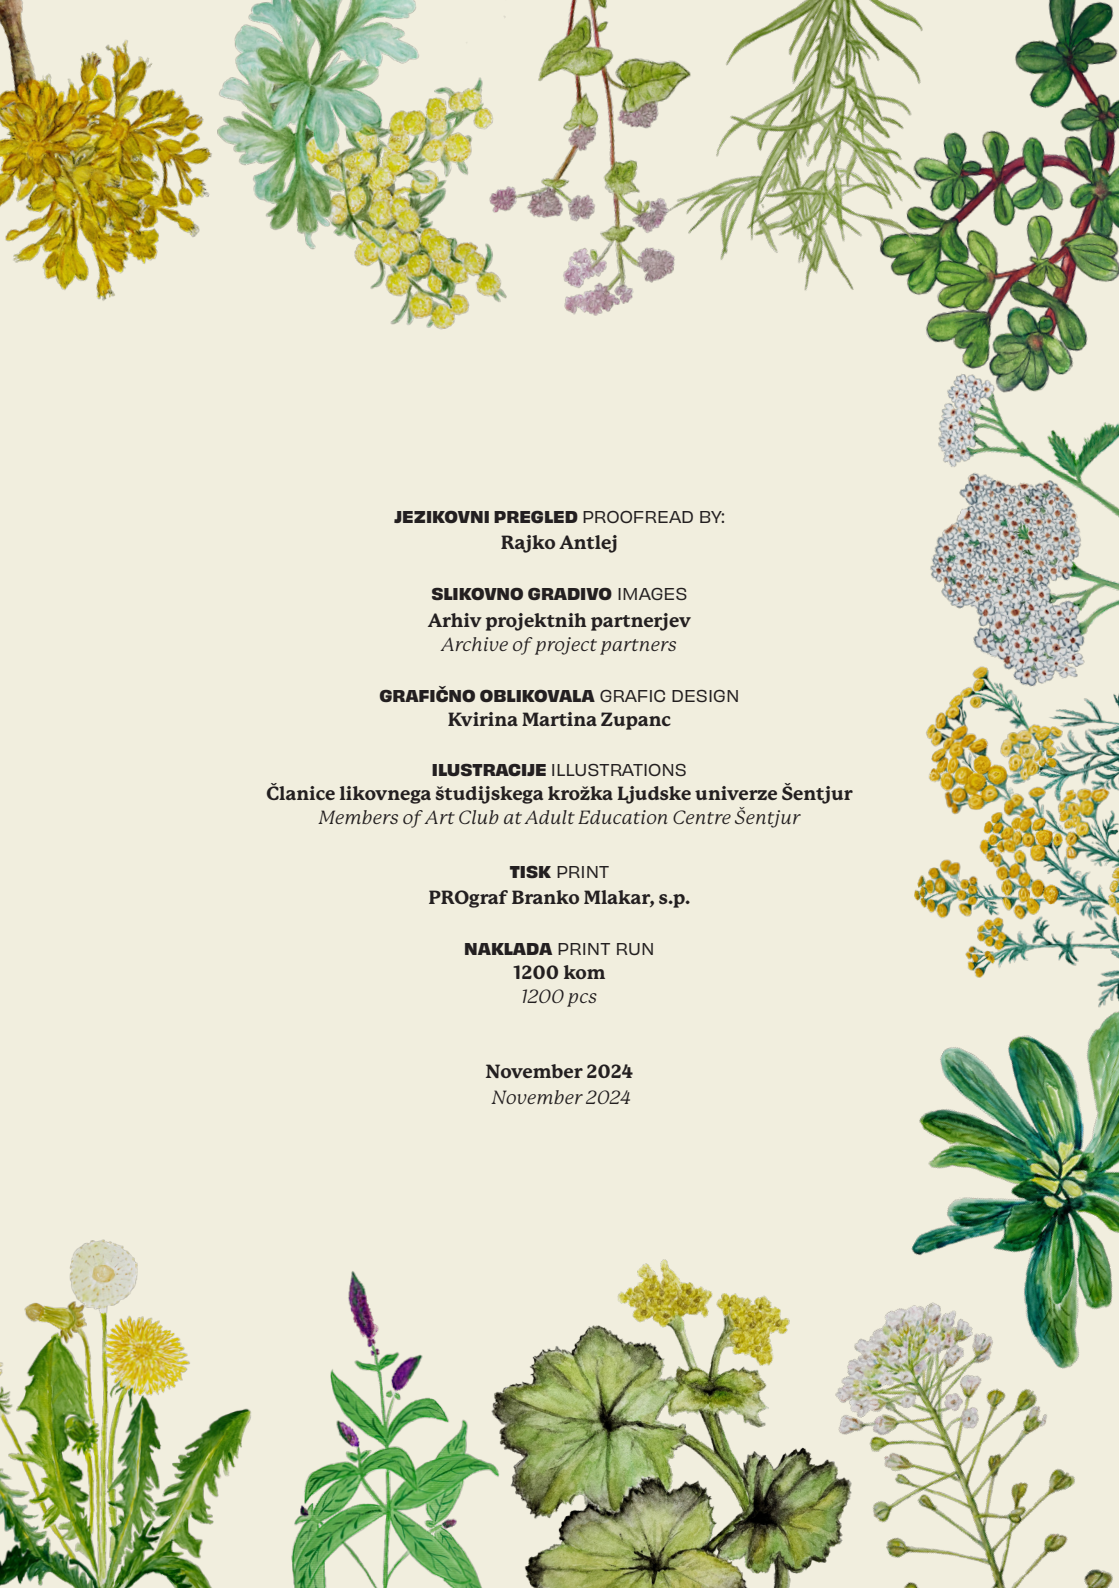 JEZIKOVNI PREGLED PROOFREAD BY:
Rajko Antlej
SLIKOVNO GRADIVO IMAGES
Arhiv projektnih partnerjev
Archive of project partners
GRAFIČNO OBLIKOVALA GRAFIC DESIGN
Kvirina Martina Zupanc
ILUSTRACIJE ILLUSTRATIONS
Članice likovnega študijskega krožka Ljudske univerze Šentjur
Members of Art Club at Adult Education Centre Šentjur
TISK PRINT
PROgraf Branko Mlakar, s.p.
NAKLADA PRINT RUN
1200 kom
1200 pcs
November 2024
November 2024